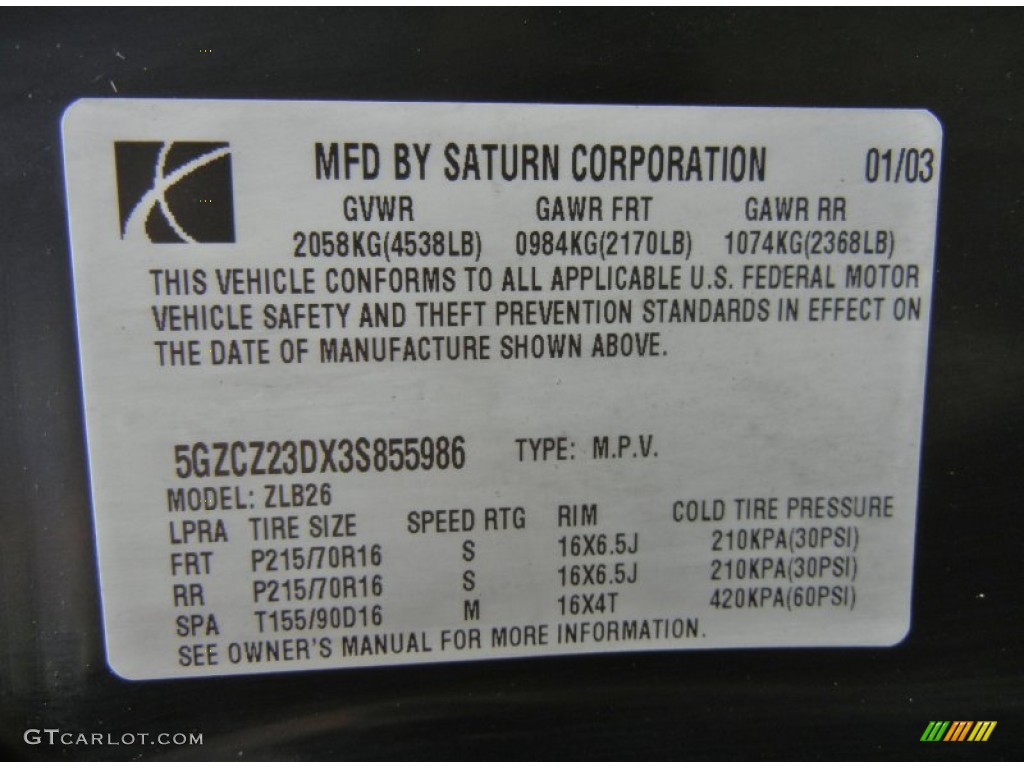 MFD BY SATURN CORPORATION 01/03
GVWR GAWR FRT GAWR RR
2058KG(4538LB) 0984KG(2170LB) 1074KG(2368LB)
THIS VEHICLE CONFORMS TO ALL APPLICABLE U.S. FEDERAL MOTOR
VEHICLE SAFETY AND THEFT PREVENTION STANDARDS IN EFFECT ON
THE DATE OF MANUFACTURE SHOWN ABOVE.
5GZCZ23DX3S855986 TYPE: M.P.V.
MODEL: ZLB26
LPRA TIRE SIZE SPEED RTG RIM COLD TIRE PRESSURE
FRT P215/70R16 S 16X6.5J 210KPA(30PSI)
RR P215/70R16 S 16X6.5J 210KPA(30PSI)
SPA T155/90D16 M 16X4T 420KPA(60PSI)
SEE OWNER'S MANUAL FOR MORE INFORMATION.
GTCARLOT.COM